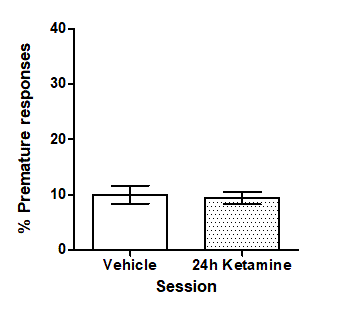 % Premature responses
40
30
20
10
0
Vehicle 24h Ketamine
Session